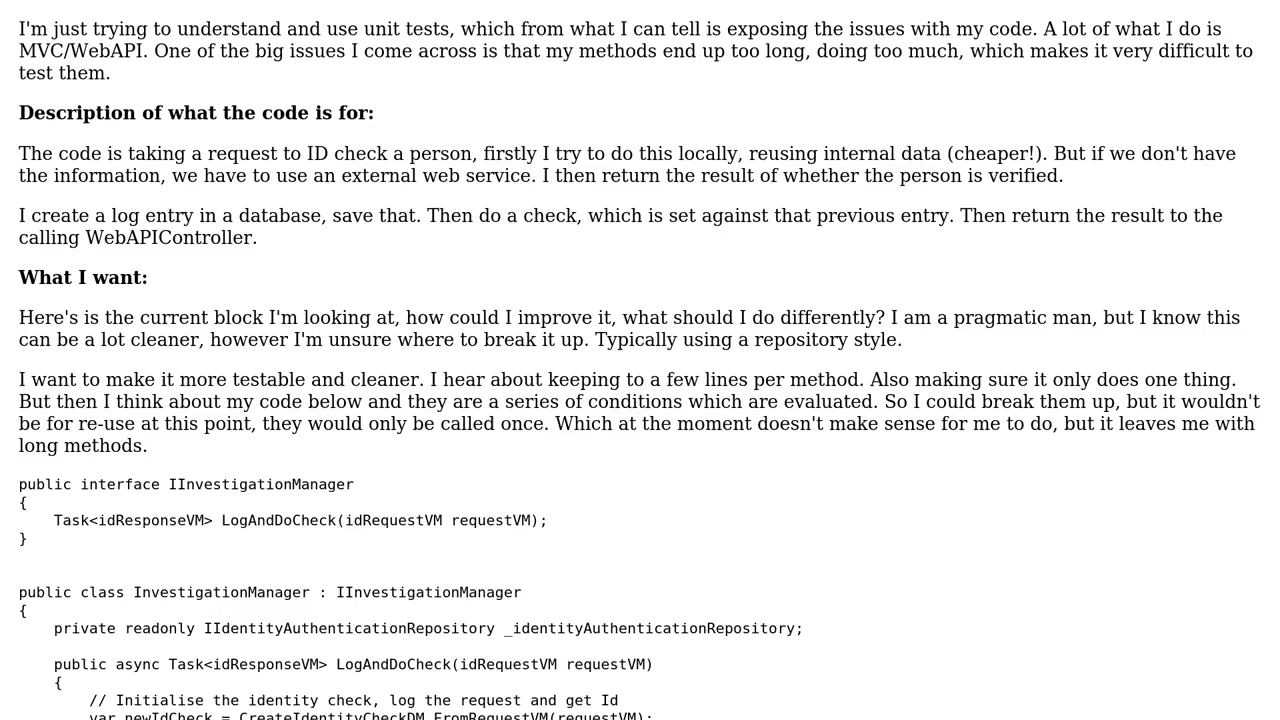 I'm just trying to understand and use unit tests, which from what I can tell is exposing the issues with my code. A lot of what I do is
MVC/WebAPI. One of the big issues I come across is that my methods end up too long, doing too much, which makes it very difficult to
test them.
Description of what the code is for:
The code is taking a request to ID check a person, firstly I try to do this locally, reusing internal data (cheaper!). But if we don't have
the information, we have to use an external web service. I then return the result of whether the person is verified.
I create a log entry in a database, save that. Then do a check, which is set against that previous entry. Then return the result to the
calling WebAPIController.
What I want:
Here's is the current block I'm looking at, how could I improve it, what should I do differently? I am a pragmatic man, but I know this
can be a lot cleaner, however I'm unsure where to break it up. Typically using a repository style.
I want to make it more testable and cleaner. I hear about keeping to a few lines per method. Also making sure it only does one thing.
But then I think about my code below and they are a series of conditions which are evaluated. So I could break them up, but it wouldn't
be for re-use at this point, they would only be called once. Which at the moment doesn't make sense for me to do, but it leaves me with
long methods.
public interface IInvestigationManager
{
    Task<idResponseVM> LogAndDoCheck(idRequestVM requestVM);
}
public class InvestigationManager : IInvestigationManager
{
    private readonly IIdentityAuthenticationRepository _identityAuthenticationRepository;
    public async Task<idResponseVM> LogAndDoCheck(idRequestVM requestVM)
    {
        // Initialise the identity check, log the request and get Id
        var newIdCheck = CreateIdentityCheckDM.FromRequestVM(requestVM);